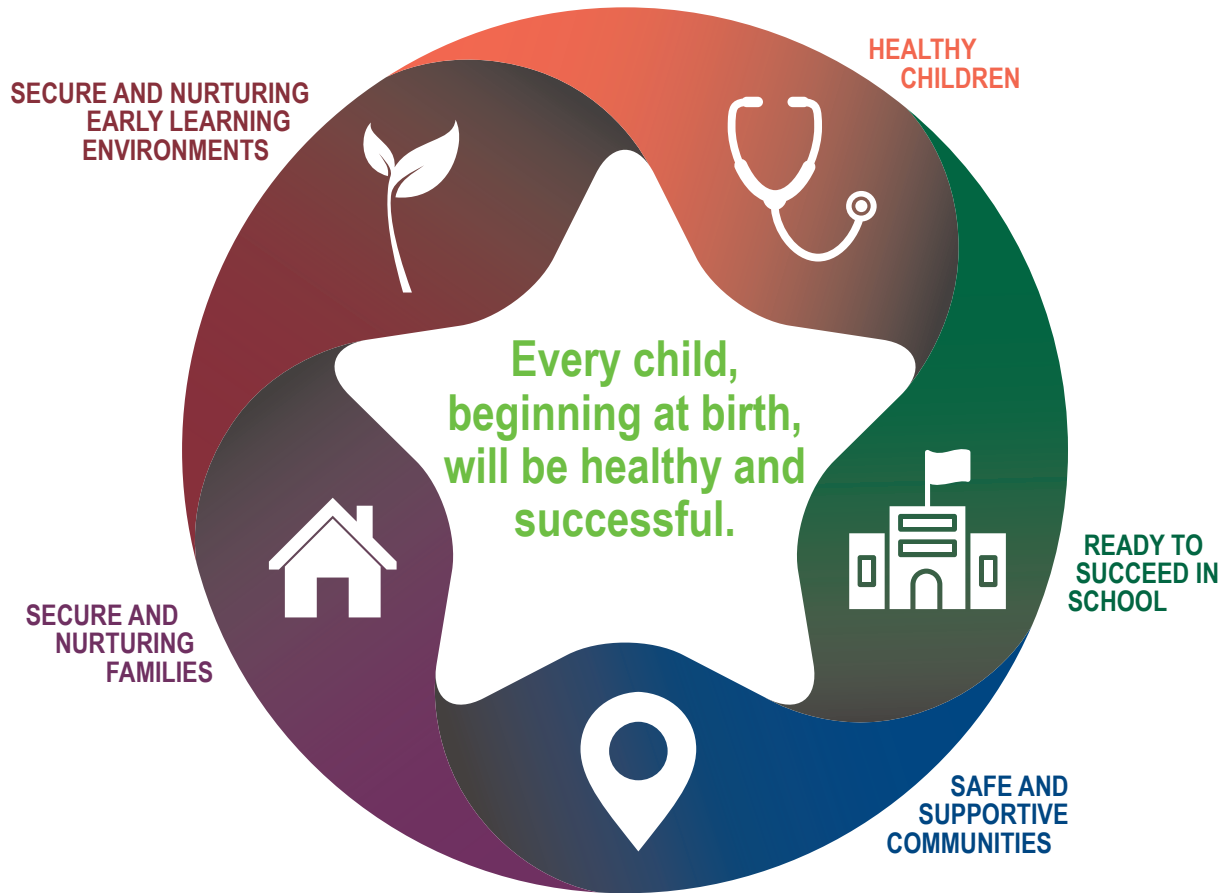 HEALTHY
CHILDREN
SECURE AND NURTURING
EARLY LEARNING
ENVIRONMENTS
Every child,
beginning at birth,
will be healthy and
successful.
READY TO
SUCCEED IN
SCHOOL
SECURE AND
NURTURING
FAMILIES
SAFE AND
SUPPORTIVE
COMMUNITIES